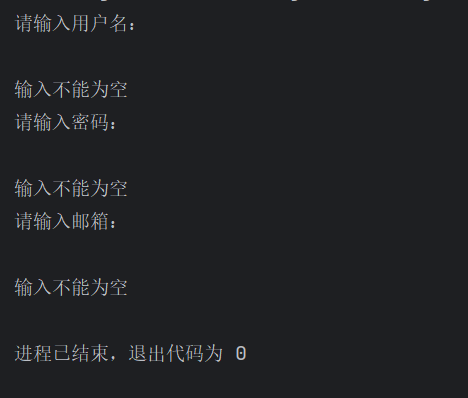 请输入用户名：
输入不能为空
请输入密码：
输入不能为空
请输入邮箱：
输入不能为空
进程已结束，退出代码为 0